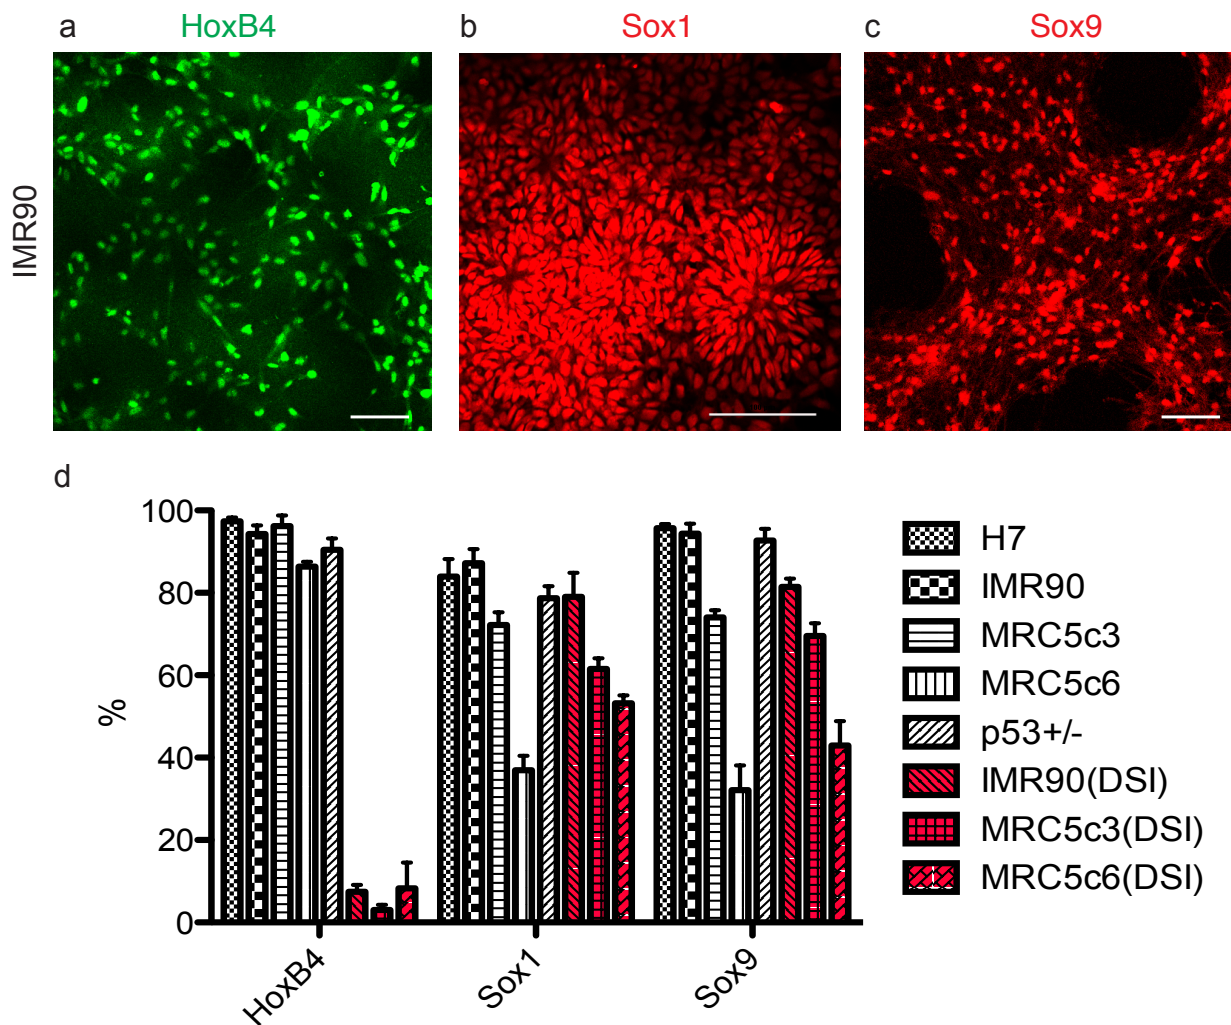 a HoxB4 b Sox1 c Sox9
IMR90
d
100
80
60
40
20
0
%
HoxB4 Sox1 Sox9
H7
IMR90
MRC5c3
MRC5c6
p53+/-
IMR90(DSI)
MRC5c3(DSI)
MRC5c6(DSI)